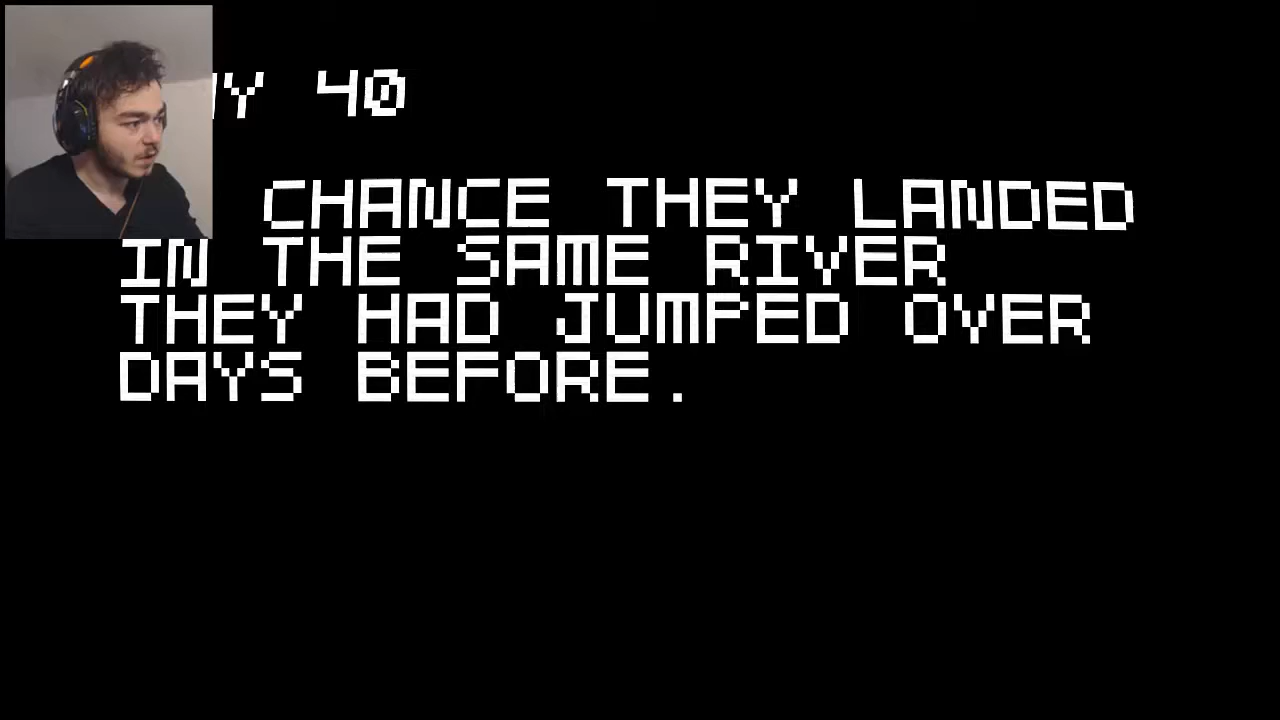 40
CHANCE THEY LANDED
IN THE SAME RIVER
THEY HAD JUMPED OVER
DAYS BEFORE.